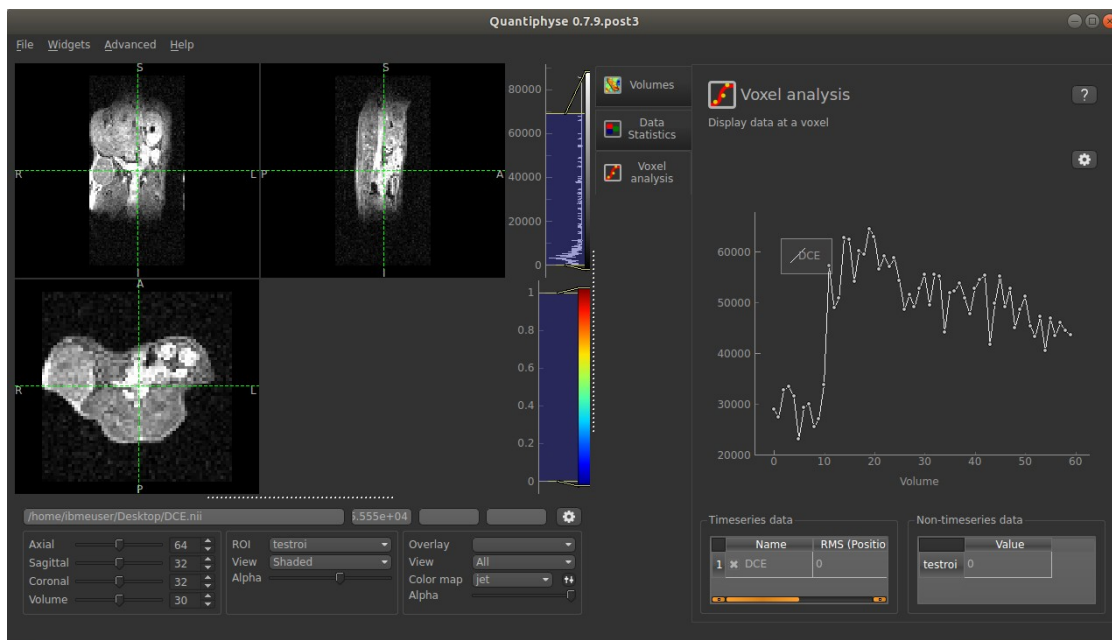 Quantiphyse 0.7.9.post3
File Widgets Advanced Help
S
R
L
I
S
P
A
I
A
R
L
P
80000
60000
40000
20000
0
1
0.8
0.6
0.4
0.2
0
Volumes
Data
Statistics
Voxel
analysis
Voxel analysis
?
Display data at a voxel
DCE
60000
50000
40000
30000
20000
0 10 20 30 40 50 60
Volume
/home/ibmeuser/Desktop/DCE.nii
5.555e+04
Axial 64
Sagittal 32
Coronal 32
Volume 30
ROI testroi
View Shaded
Alpha
Overlay
View All
Color map jet
Alpha
Timeseries data
Name RMS (Positio
1 DCE 0
Non-timeseries data
Value
testroi 0